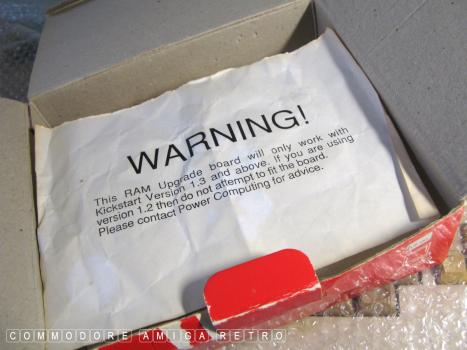 WARNING!
This RAM Upgrade board will only work with
Kickstart Version 1.3 and above. If you are using
version 1.2 then do not attempt to fit the board.
Please contact Power Computing for advice.
COMMODORE AMIGA RETRO